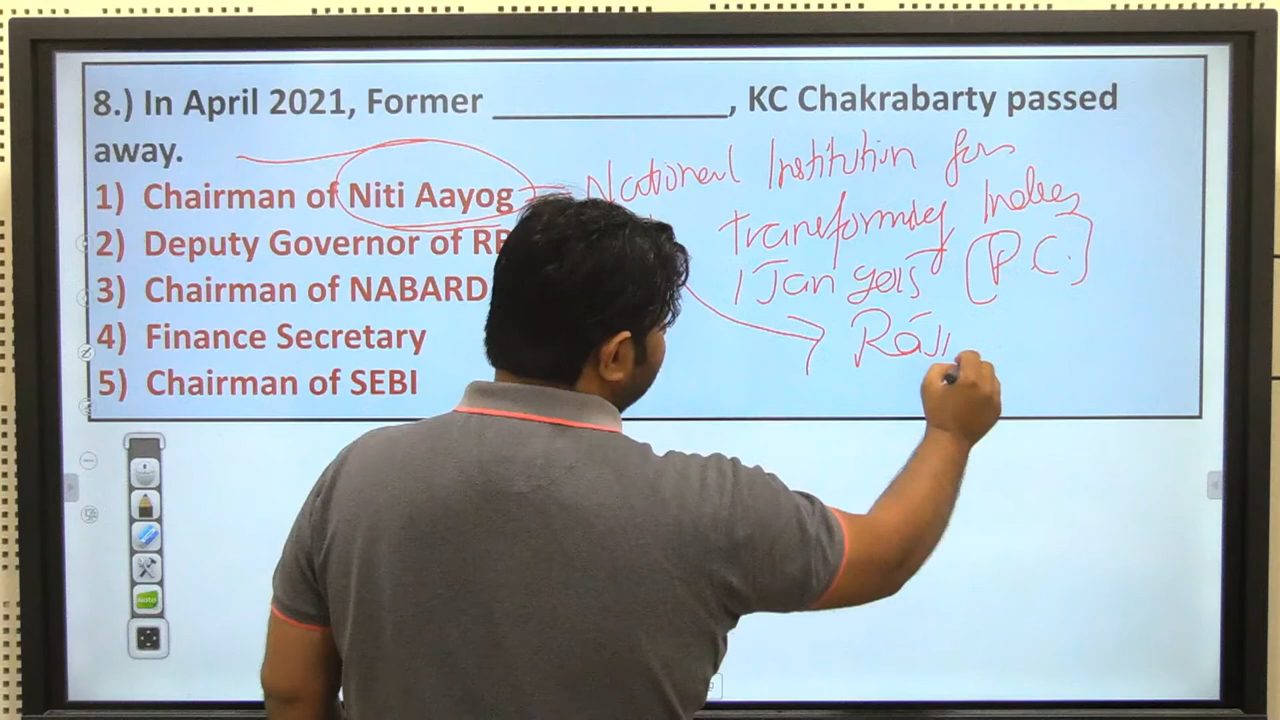 8.) In April 2021, Former ______________, KC Chakrabarty passed
away.
1) Chairman of Niti Aayog = National Institution for
Transforming India
2) Deputy Governor of RB
1 Jan 2015 [P.C.]
3) Chairman of NABARD
Raji
4) Finance Secretary
5) Chairman of SEBI